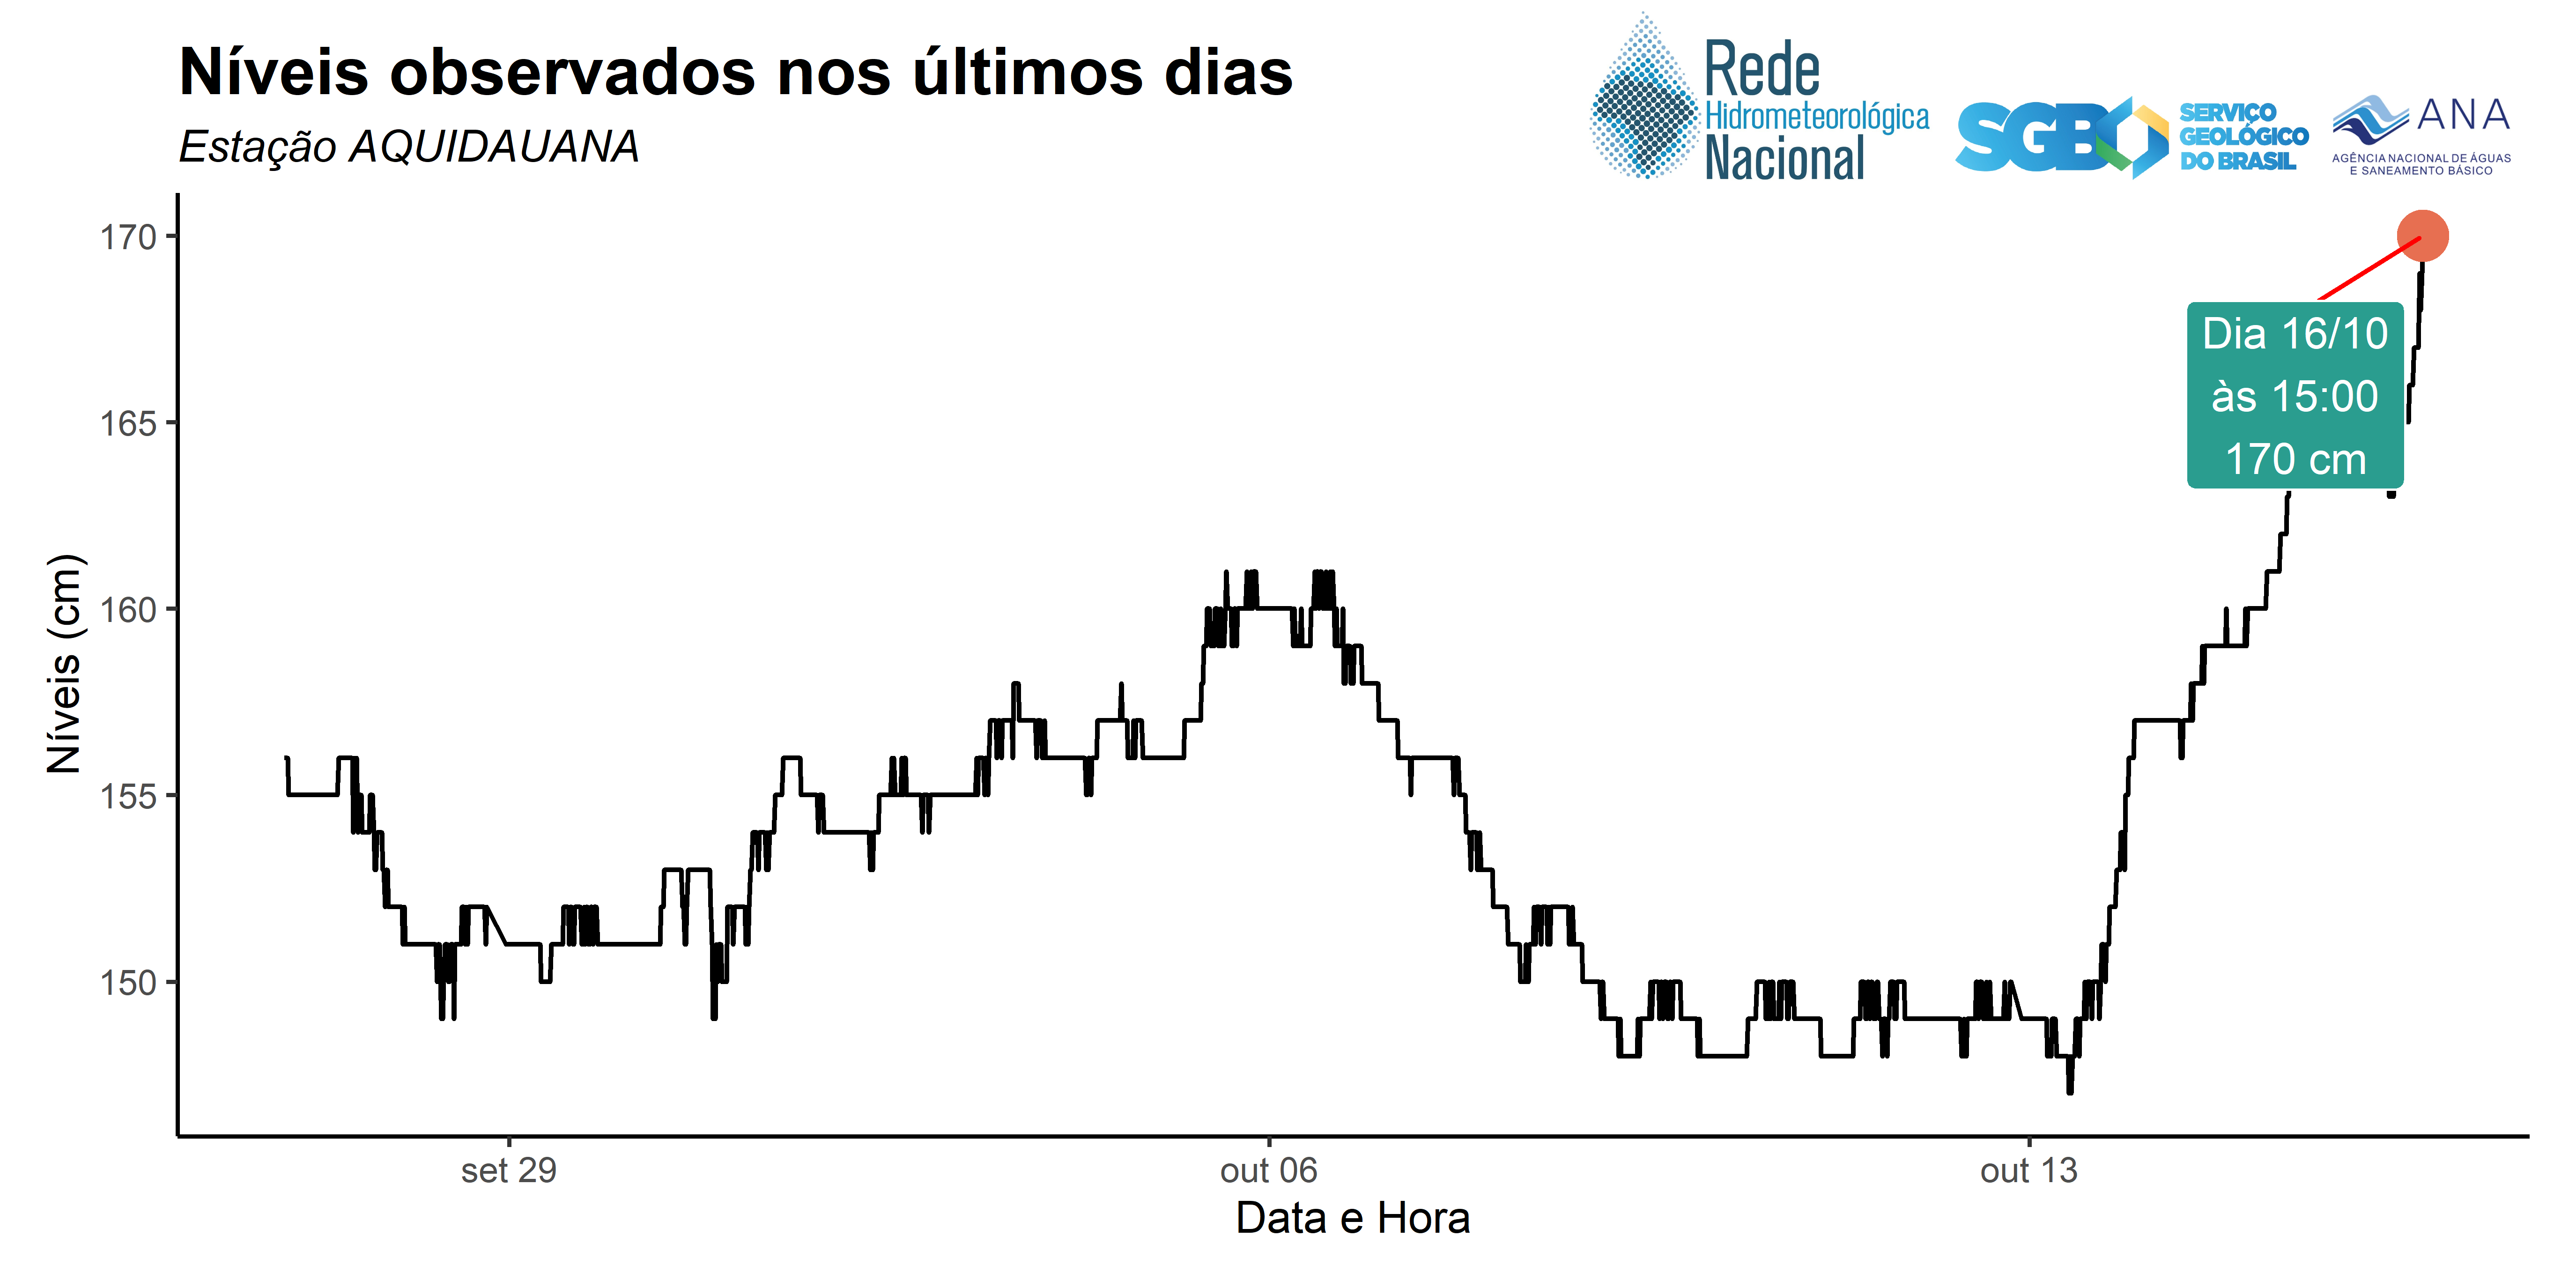 Níveis observados nos últimos dias
Estação AQUIDAUANA
Rede
Hidrometeorológica
Nacional
SGB
SERVIÇO
GEOLÓGICO
DO BRASIL
ANA
AGÊNCIA NACIONAL DE ÁGUAS
E SANEAMENTO BÁSICO
170
165
160
155
150
Níveis (cm)
Dia 16/10
às 15:00
170 cm
set 29
out 06
out 13
Data e Hora